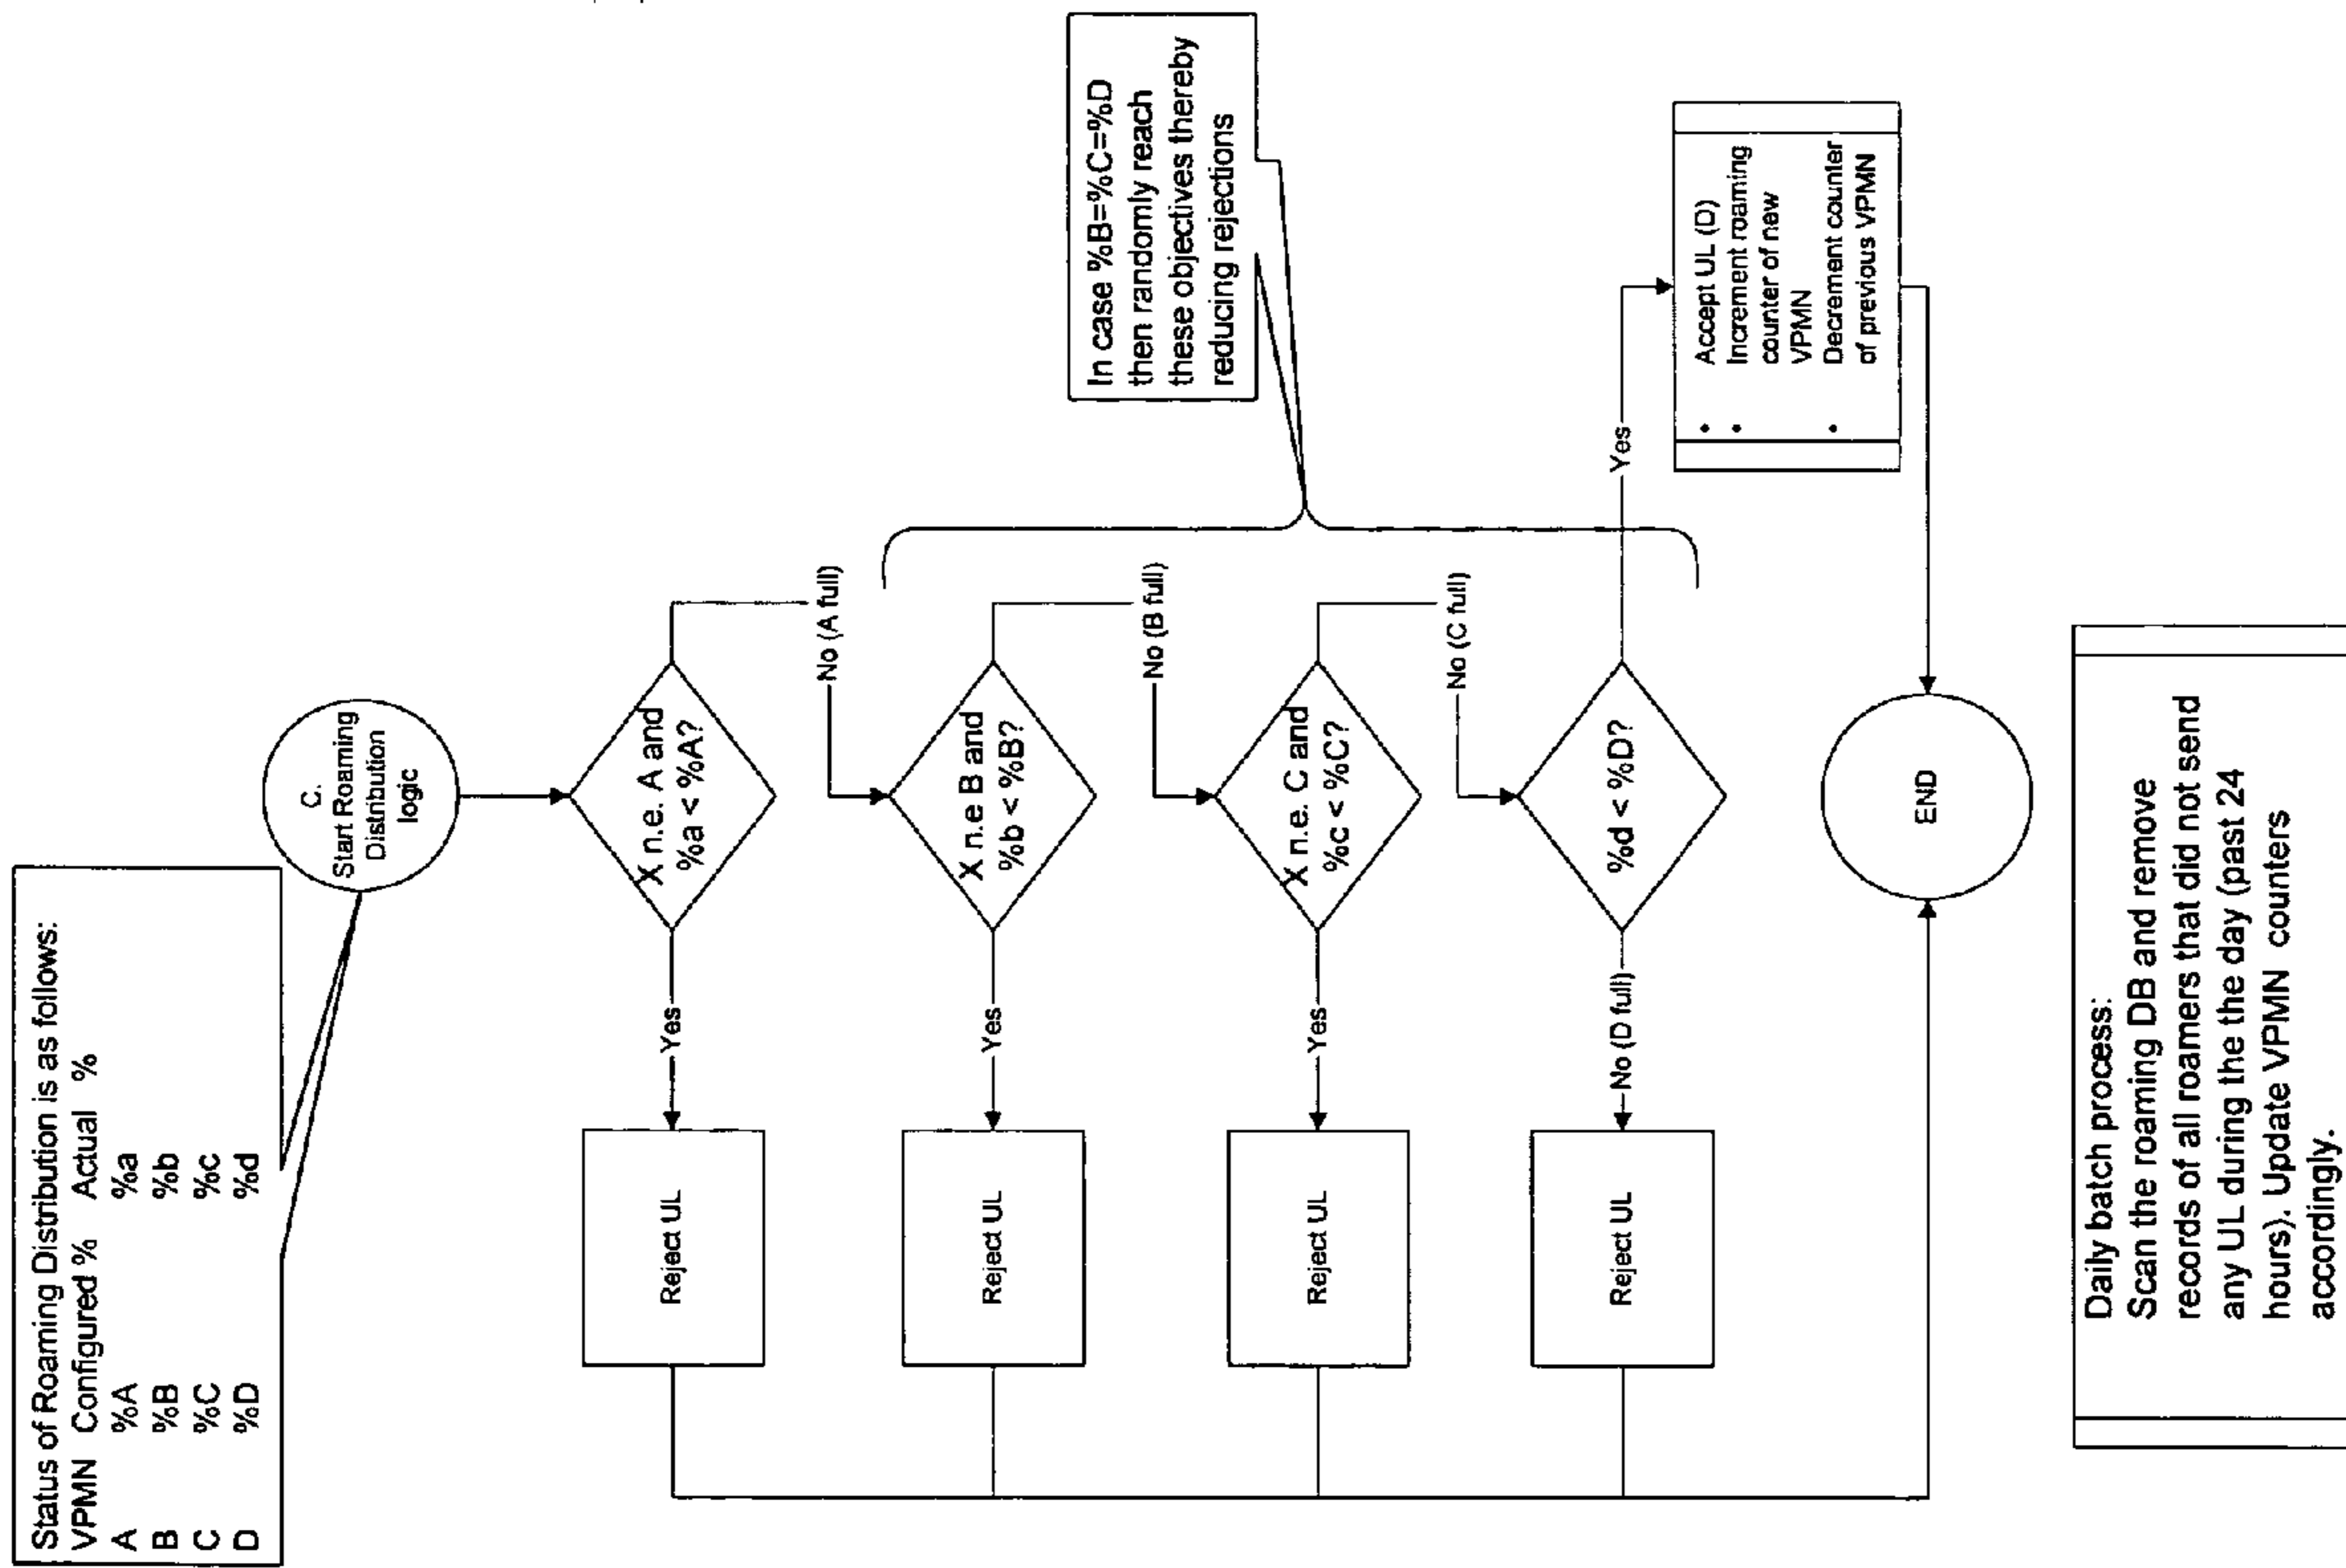 Status of Roaming Distribution is as follows:
VPMN Configured % Actual %
A %A %a
B %B %b
C %C %c
D %D %d
C.
Start Roaming
Distribution
logic
X n.e. A and
%a < %A?
Yes
Reject UL
No (A full)
X n.e B and
%b < %B?
Yes
Reject UL
No (B full)
X n.e. C and
%c < %C?
Yes
Reject UL
No (C full)
%d < %D?
No (D full)
Reject UL
Yes
In case %B=%C=%D
then randomly reach
these objectives thereby
reducing rejections
• Accept UL (D)
• Increment roaming
counter of new
VPMN
• Decrement counter
of previous VPMN
END
Daily batch process:
Scan the roaming DB and remove
records of all roamers that did not send
any UL during the the day (past 24
hours). Update VPMN counters
accordingly.